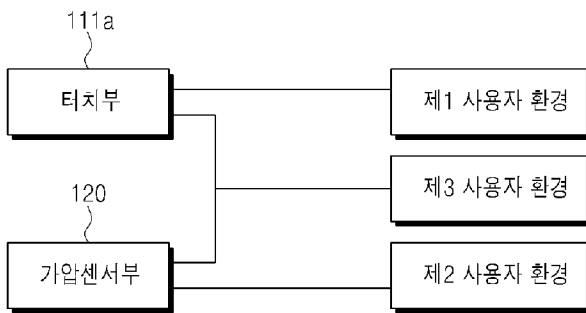 111a
터치부
제1 사용자 환경
제3 사용자 환경
120
가압센서부
제2 사용자 환경